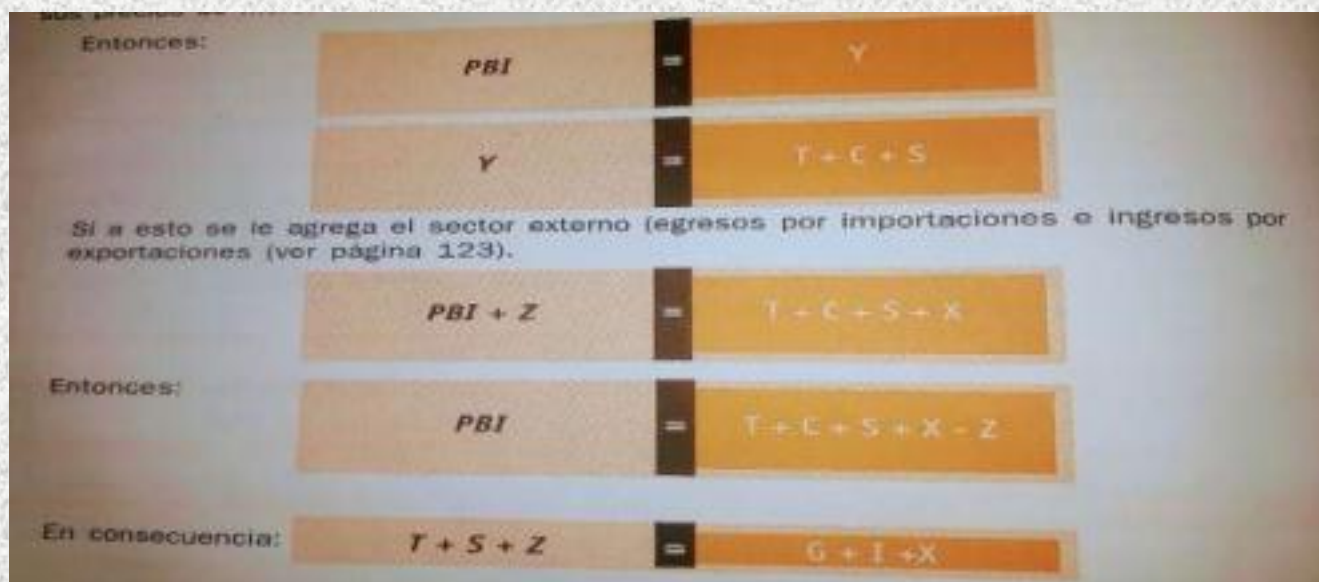 Entonces:
PBI = Y
Y = T + C + S
Si a esto se le agrega el sector externo (egresos por importaciones e ingresos por
exportaciones (ver página 123).
PBI + Z = T + C + S + X
Entonces:
PBI = T + C + S + X - Z
En consecuencia: T + S + Z = G + I +X